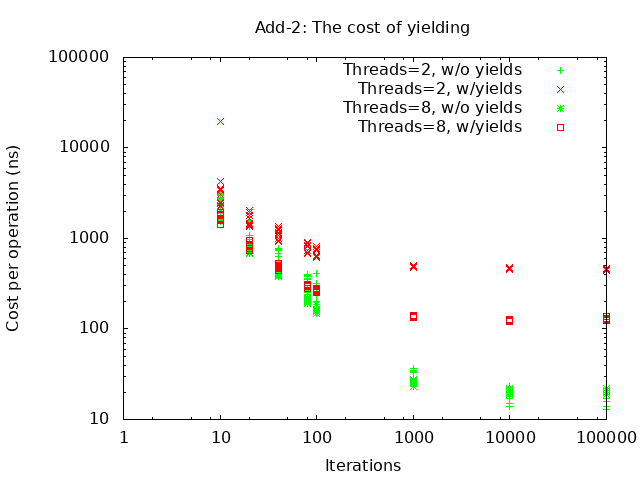 Add-2: The cost of yielding
Threads=2, w/o yields
Threads=2, w/yields
Threads=8, w/o yields
Threads=8, w/yields
Cost per operation (ns)
100000
10000
1000
100
10
1 10 100 1000 10000 100000
Iterations